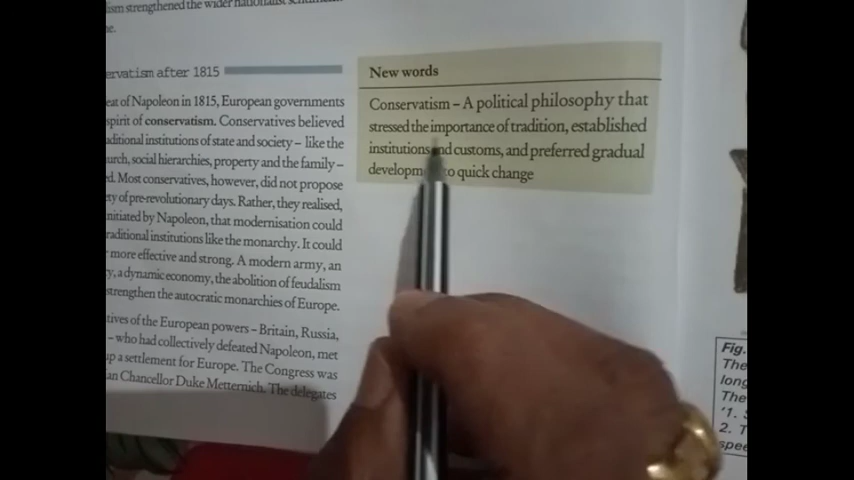 ism strengthened the wider nationalist sentiment
ervatism after 1815
eat of Napoleon in 1815, European governments
spirit of conservatism. Conservatives believed
ditional institutions of state and society – like the
urch, social hierarchies, property and the family –
d. Most conservatives, however, did not propose
ty of pre-revolutionary days. Rather, they realised,
nitiated by Napoleon, that modernisation could
raditional institutions like the monarchy. It could
more effective and strong. A modern army, an
y, a dynamic economy, the abolition of feudalism
strengthen the autocratic monarchies of Europe.
tives of the European powers – Britain, Russia,
– who had collectively defeated Napoleon, met
up a settlement for Europe. The Congress was
an Chancellor Duke Metternich. The delegates
New words
Conservatism – A political philosophy that
stressed the importance of tradition, established
institutions and customs, and preferred gradual
developm to quick change
Fig.
The
long
The
'1.
2. T
spee